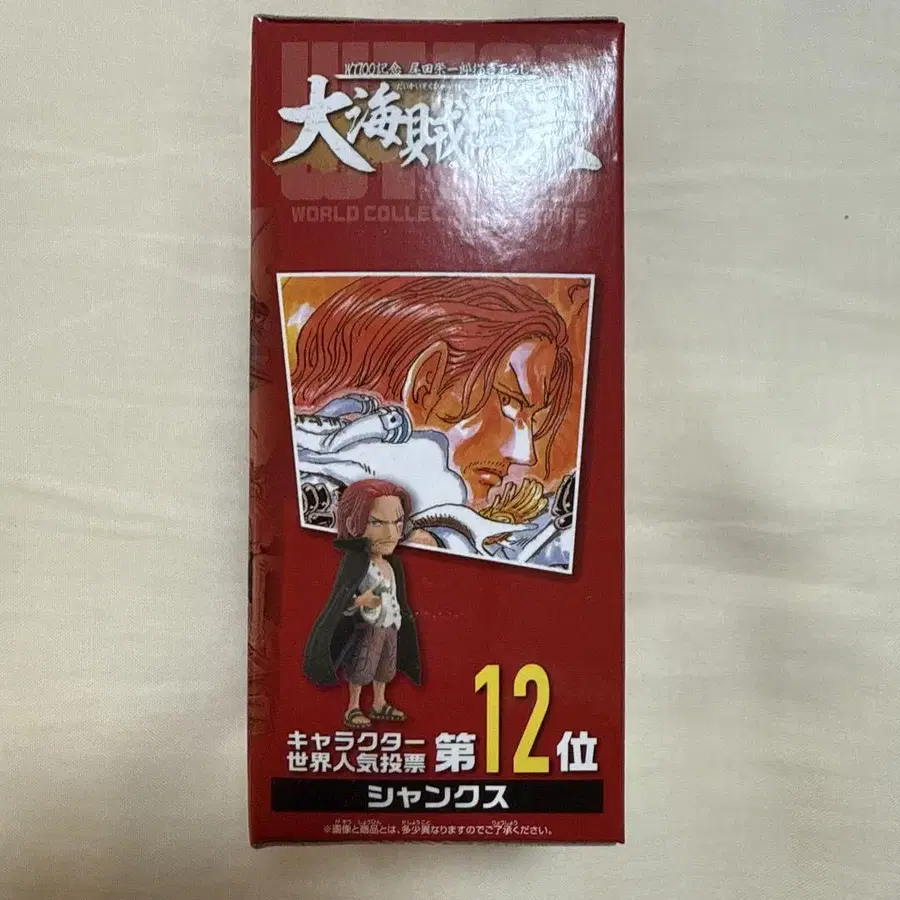 WT100記念 尾田栄一郎描き下ろし
大海賊百景
WORLD COLLECTABLE FIGURE
キャラクター
世界人気投票
第12位
シャンクス
※画像と商品とは、多少異なりますのでご了承ください。